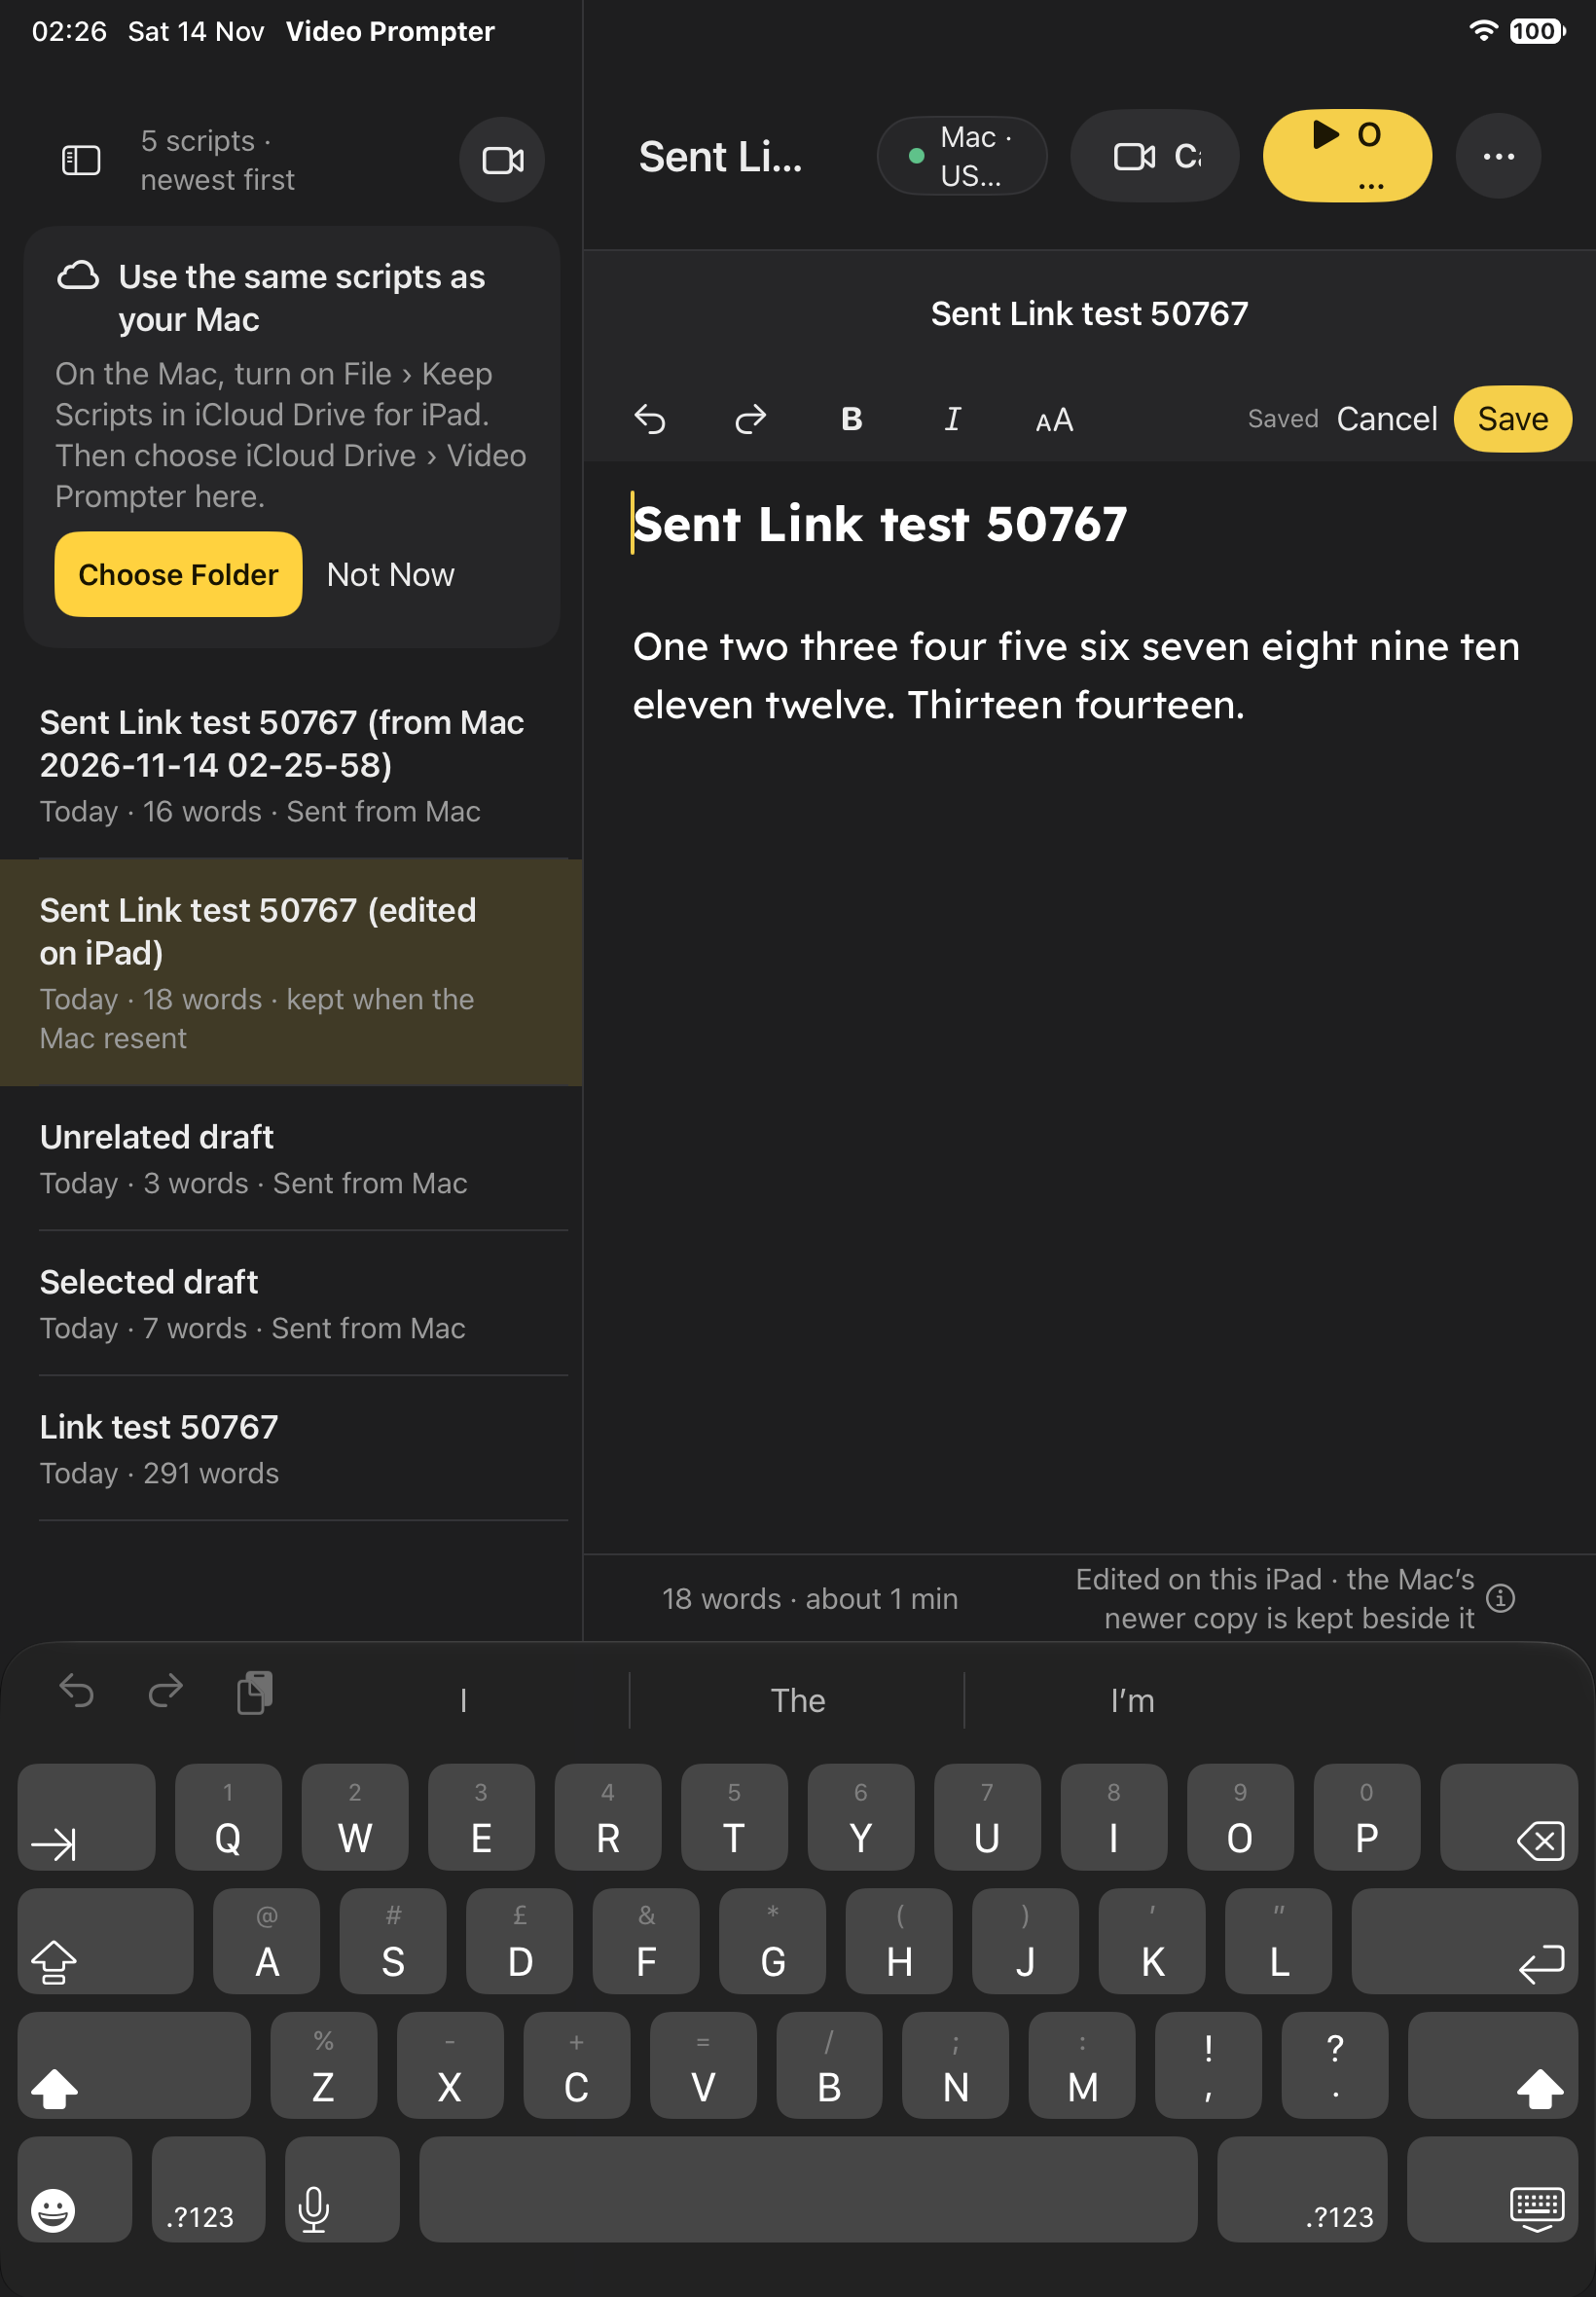 02:26 Sat 14 Nov Video Prompter
100
5 scripts ·
newest first
Use the same scripts as
your Mac
On the Mac, turn on File › Keep
Scripts in iCloud Drive for iPad.
Then choose iCloud Drive › Video
Prompter here.
Choose Folder Not Now
Sent Link test 50767 (from Mac
2026-11-14 02-25-58)
Today · 16 words · Sent from Mac
Sent Link test 50767 (edited
on iPad)
Today · 18 words · kept when the
Mac resent
Unrelated draft
Today · 3 words · Sent from Mac
Selected draft
Today · 7 words · Sent from Mac
Link test 50767
Today · 291 words
Sent Li...
Mac ·
US...
O
...
Sent Link test 50767
B I AA Saved Cancel Save
Sent Link test 50767
One two three four five six seven eight nine ten
eleven twelve. Thirteen fourteen.
18 words · about 1 min
Edited on this iPad · the Mac’s
newer copy is kept beside it
I The I’m
1 2 3 4 5 6 7 8 9 0
Q W E R T Y U I O P
@ # £ & * ( ) ' "
A S D F G H J K L
% - + = / ; : ! ?
Z X C V B N M , .
.?123 .?123